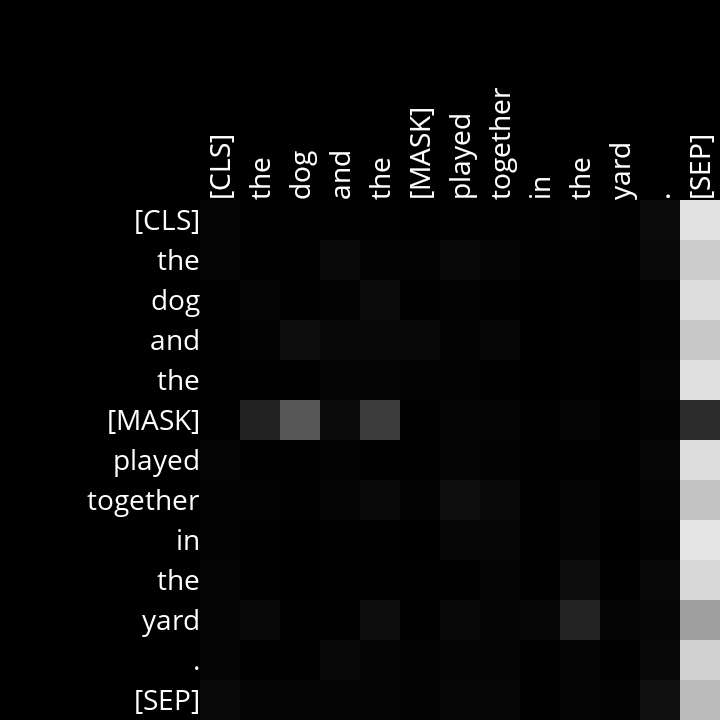 [CLS] the dog and the [MASK] played together in the yard . [SEP]
[CLS]
the
dog
and
the
[MASK]
played
together
in
the
yard
.
[SEP]